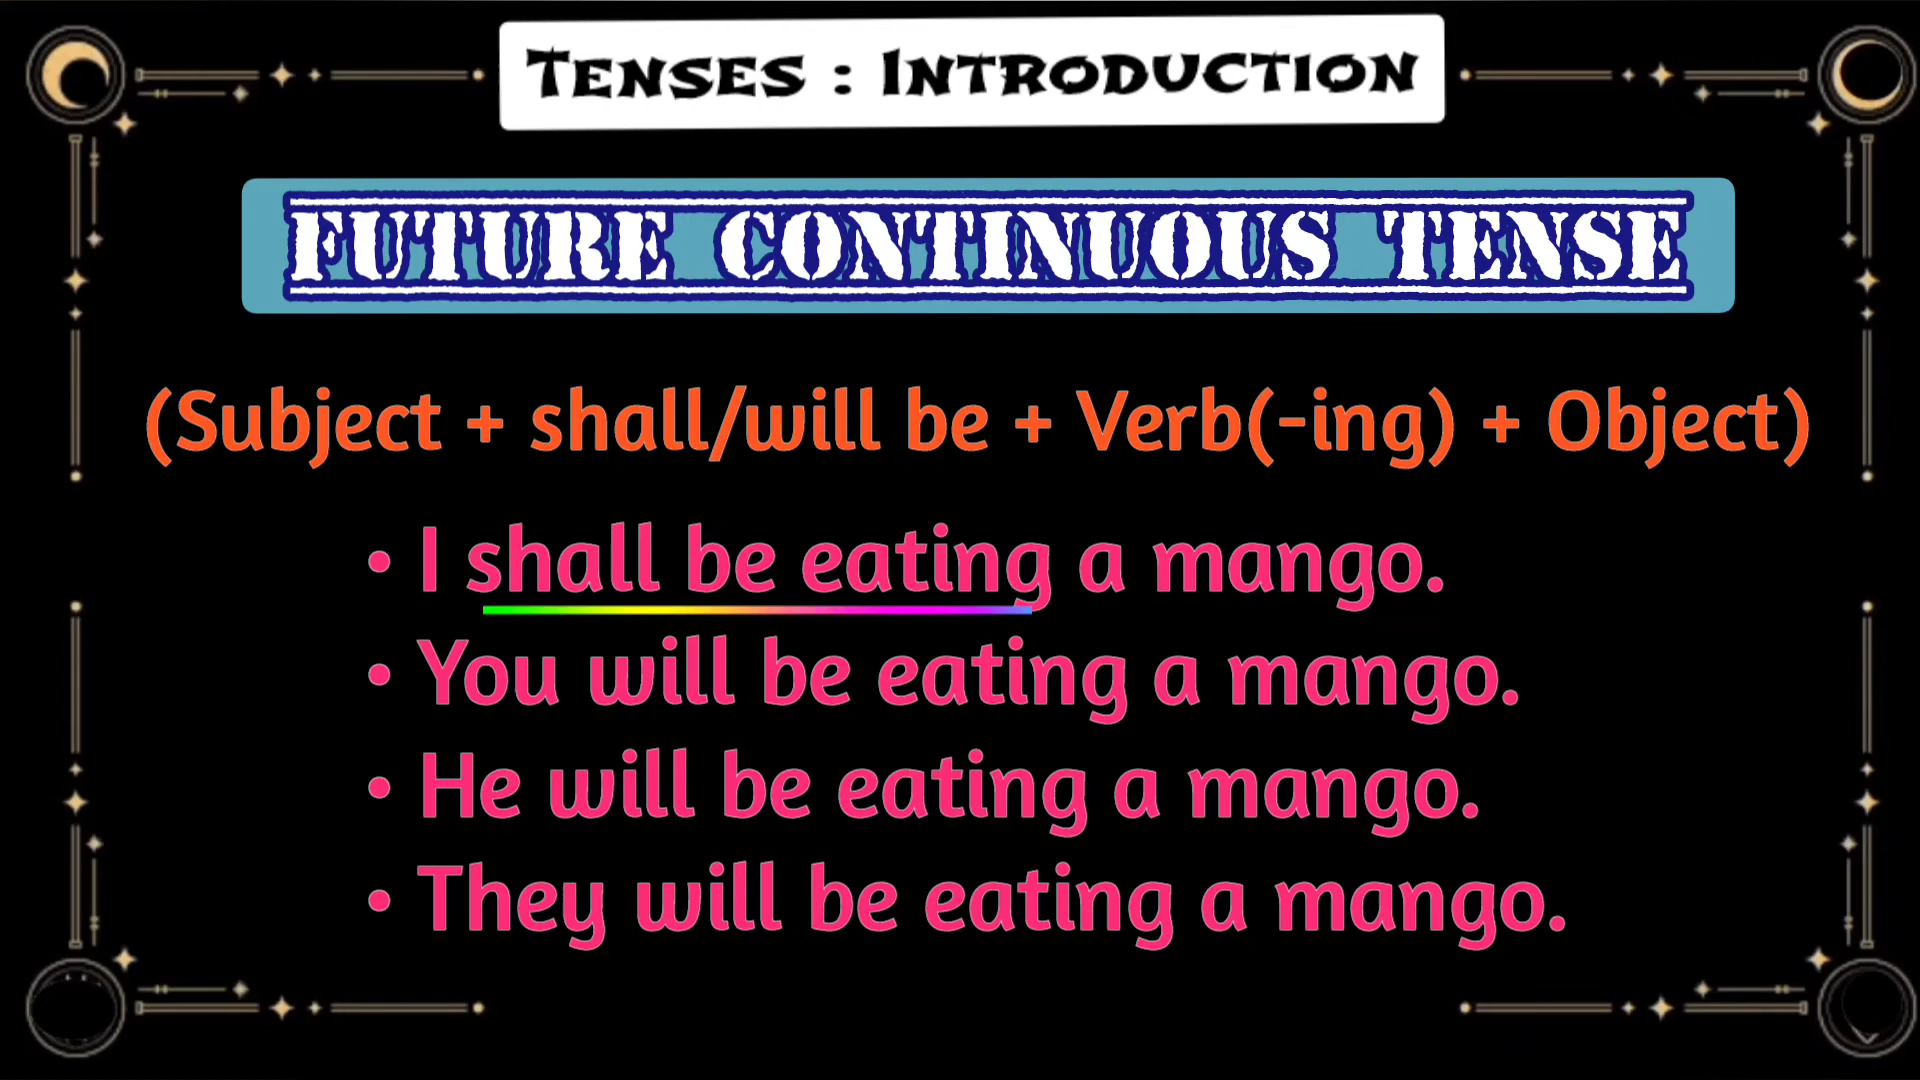 TENSES : INTRODUCTION
FUTURE CONTINUOUS TENSE
(Subject + shall/will be + Verb(-ing) + Object)
• I shall be eating a mango.
• You will be eating a mango.
• He will be eating a mango.
• They will be eating a mango.